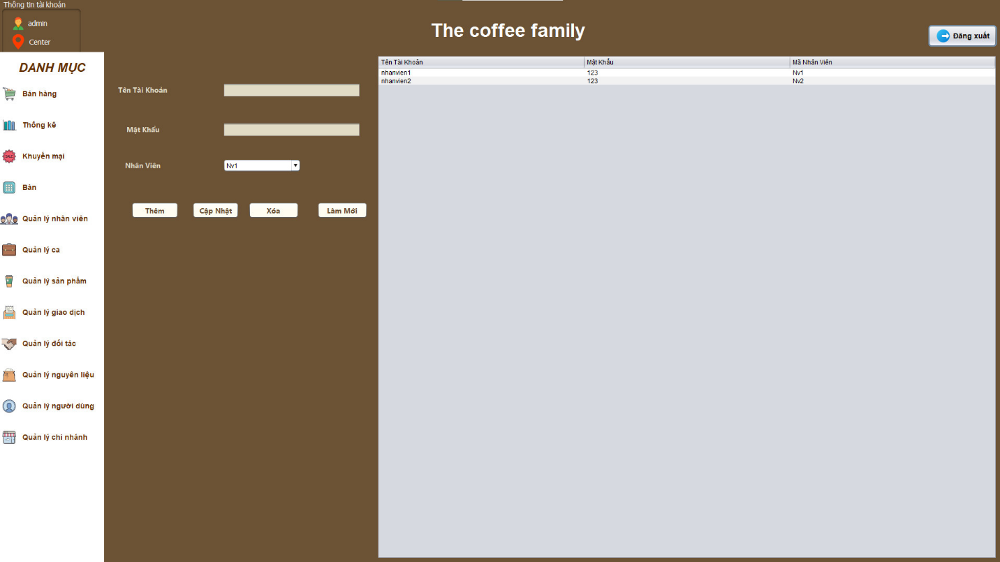 Thông tin tài khoản
admin
Center
The coffee family
Đăng xuất
DANH MỤC
Bán hàng
Thống kê
Khuyến mại
SALE
Bàn
Quản lý nhân viên
Quản lý ca
Quản lý sản phẩm
Quản lý giao dịch
Quản lý đối tác
Quản lý nguyên liệu
Quản lý người dùng
Quản lý chi nhánh
Tên Tài Khoản
Mật Khẩu
Nhân Viên Nv1
Thêm Cập Nhật Xóa Làm Mới
Tên Tài Khoản Mật Khẩu Mã Nhân Viên
nhanvien1 123 Nv1
nhanvien2 123 Nv2